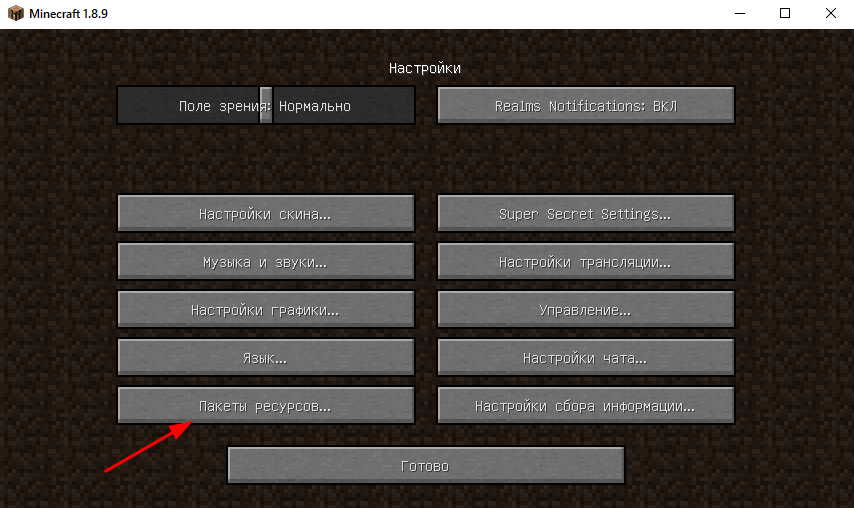 Minecraft 1.8.9
Настройки
Поле зрения: Нормально
Realms Notifications: ВКЛ
Настройки скина...
Super Secret Settings...
Музыка и звуки...
Настройки трансляции...
Настройки графики...
Управление...
Язык...
Настройки чата...
Пакеты ресурсов...
Настройки сбора информации...
Готово